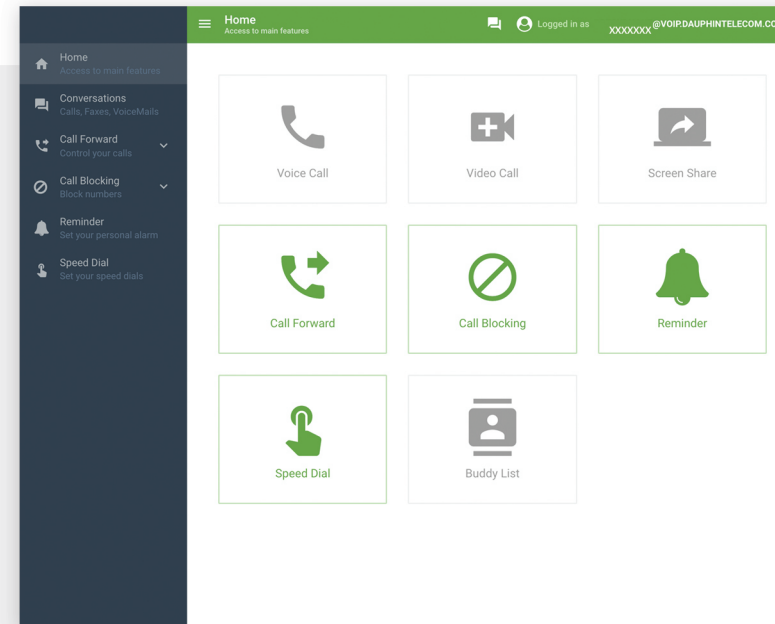 Home
Access to main features
Logged in as
XXXXXXX @VOIP.DAUPHINTELECOM.CO
Home
Access to main features
Conversations
Calls, Faxes, VoiceMails
Call Forward
Control your calls
Call Blocking
Block numbers
Reminder
Set your personal alarm
Speed Dial
Set your speed dials
Voice Call
Video Call
Screen Share
Call Forward
Call Blocking
Reminder
Speed Dial
Buddy List